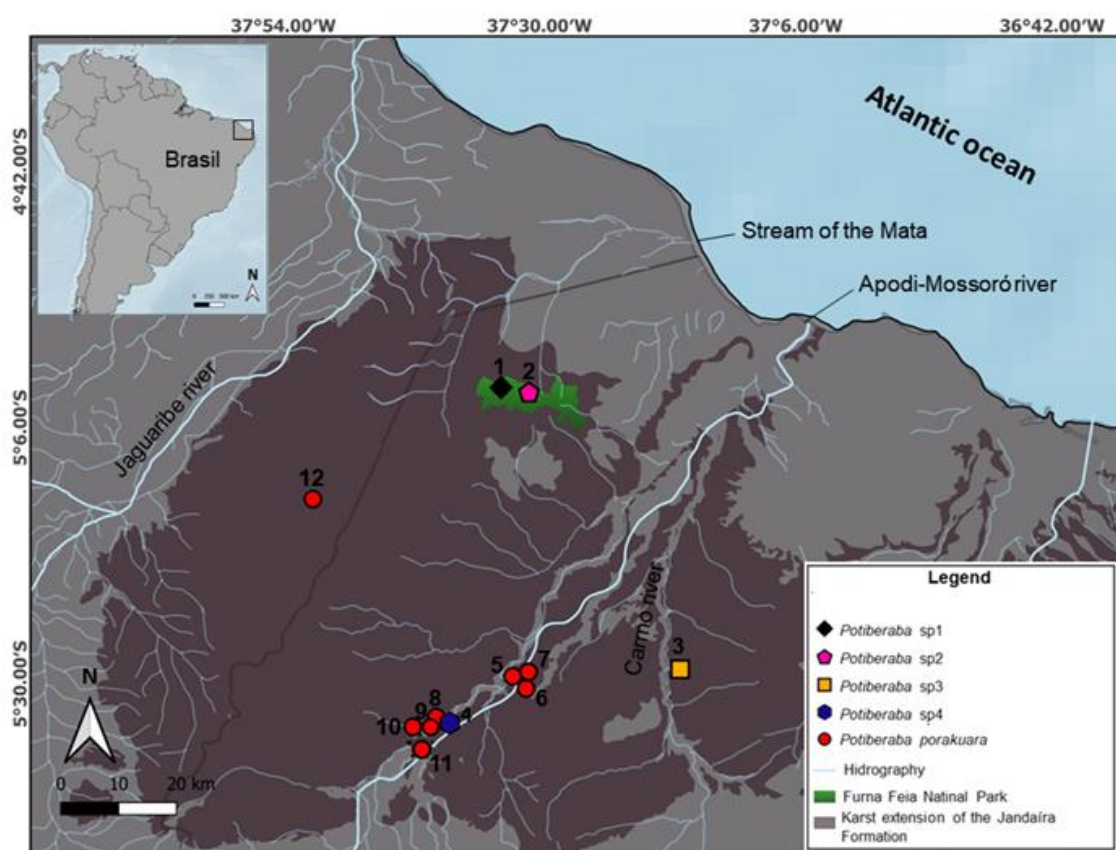 37°54.00'W 37°30.00'W 37°6.00'W 36°42.00'W
4°42.00'S
5°6.00'S
5°30.00'S
Brasil
N
Atlantic ocean
Stream of the Mata
Apodi-Mossoró river
Jaguaribe river
Carmo river
1
2
12
3
5
7
6
8
4
9
10
11
N
0 10 20 km
Legend
Potiberaba sp1
Potiberaba sp2
Potiberaba sp3
Potiberaba sp4
Potiberaba porakuara
Hidrography
Furna Feia Natinal Park
Karst extension of the Jandaíra
Formation